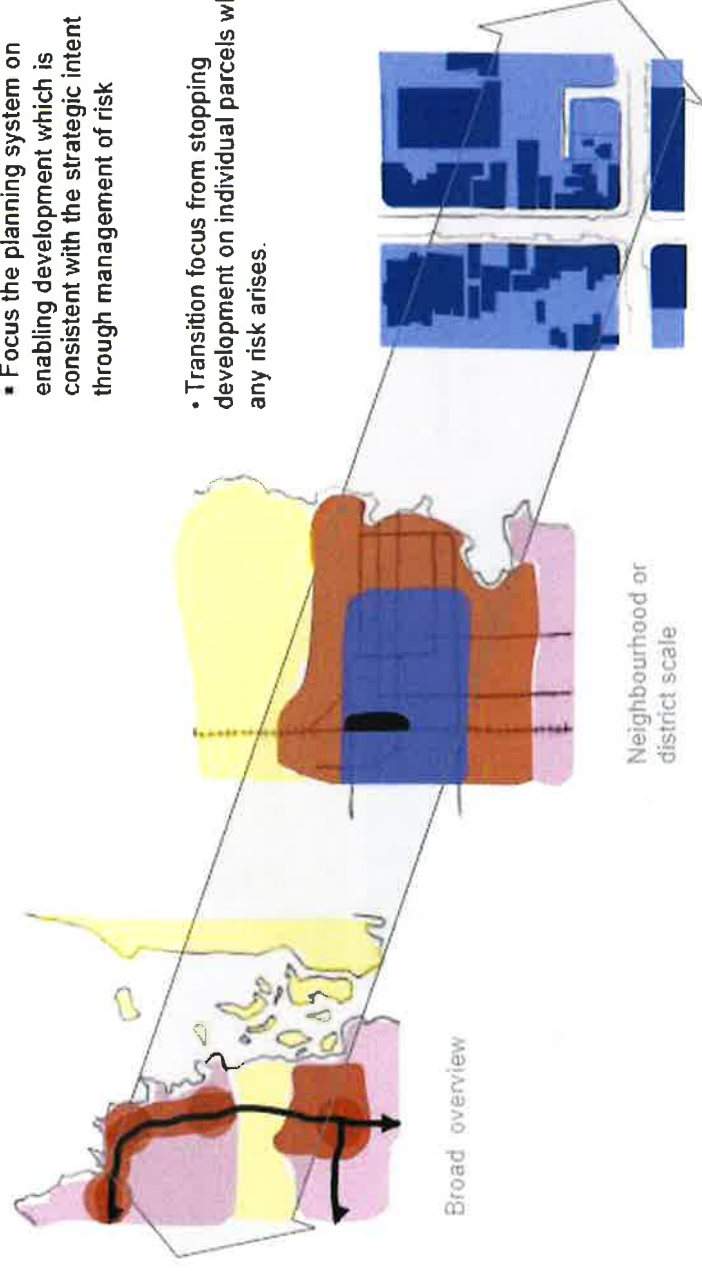 ▪ Focus the planning system on
enabling development which is
consistent with the strategic intent
through management of risk
• Transition focus from stopping
development on individual parcels
any risk arises.
Neighbourhood or
district scale
Broad overview